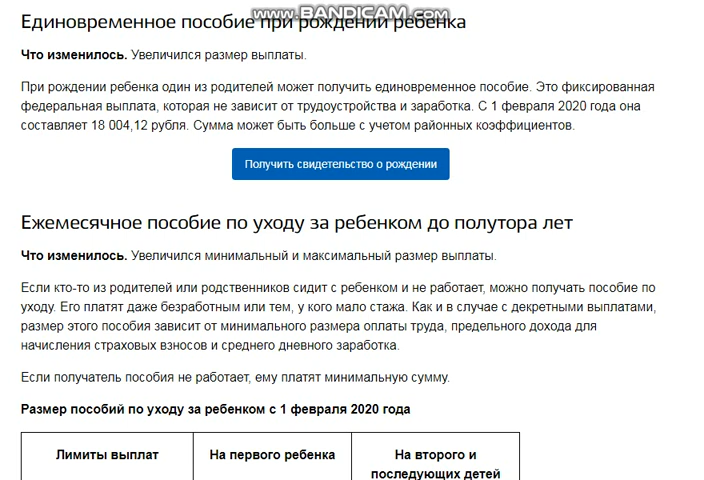 www.BANDICAM.com
Единовременное пособие при рождении ребенка
Что изменилось. Увеличился размер выплаты.
При рождении ребенка один из родителей может получить единовременное пособие. Это фиксированная
федеральная выплата, которая не зависит от трудоустройства и заработка. С 1 февраля 2020 года она
составляет 18 004,12 рубля. Сумма может быть больше с учетом районных коэффициентов.
Получить свидетельство о рождении
Ежемесячное пособие по уходу за ребенком до полутора лет
Что изменилось. Увеличился минимальный и максимальный размер выплаты.
Если кто-то из родителей или родственников сидит с ребенком и не работает, можно получать пособие по
уходу. Его платят даже безработным или тем, у кого мало стажа. Как и в случае с декретными выплатами,
размер этого пособия зависит от минимального размера оплаты труда, предельного дохода для
начисления страховых взносов и среднего дневного заработка.
Если получатель пособия не работает, ему платят минимальную сумму.
Размер пособий по уходу за ребенком с 1 февраля 2020 года
Лимиты выплат
На первого ребенка
На второго и
последующих детей